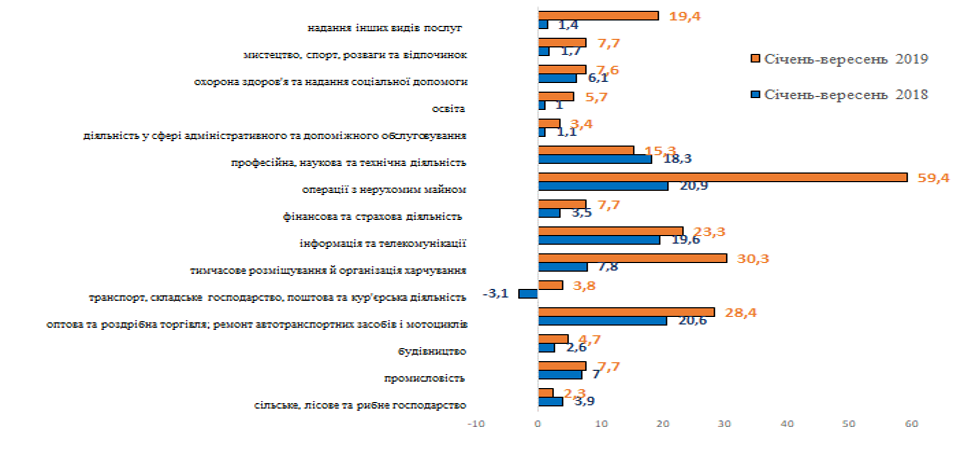 надання інших видів послуг 19,4 1,4
мистецтво, спорт, розваги та відпочинок 7,7 1,7
охорона здоров'я та надання соціальної допомоги 7,6 6,1
освіта 5,7 1
діяльність у сфері адміністративного та допоміжного обслуговування 3,4 1,1
професійна, наукова та технічна діяльність 15,3 18,3
операції з нерухомим майном 59,4 20,9
фінансова та страхова діяльність 7,7 3,5
інформація та телекомунікації 23,3 19,6
тимчасове розміщування й організація харчування 30,3 7,8
транспорт, складське господарство, поштова та кур'єрська діяльність 3,8 -3,1
оптова та роздрібна торгівля; ремонт автотранспортних засобів і мотоциклів 28,4 20,6
будівництво 4,7 2,6
промисловість 7,7 7
сільське, лісове та рибне господарство 2,3 3,9
-10 0 10 20 30 40 50 60
Січень-вересень 2019
Січень-вересень 2018